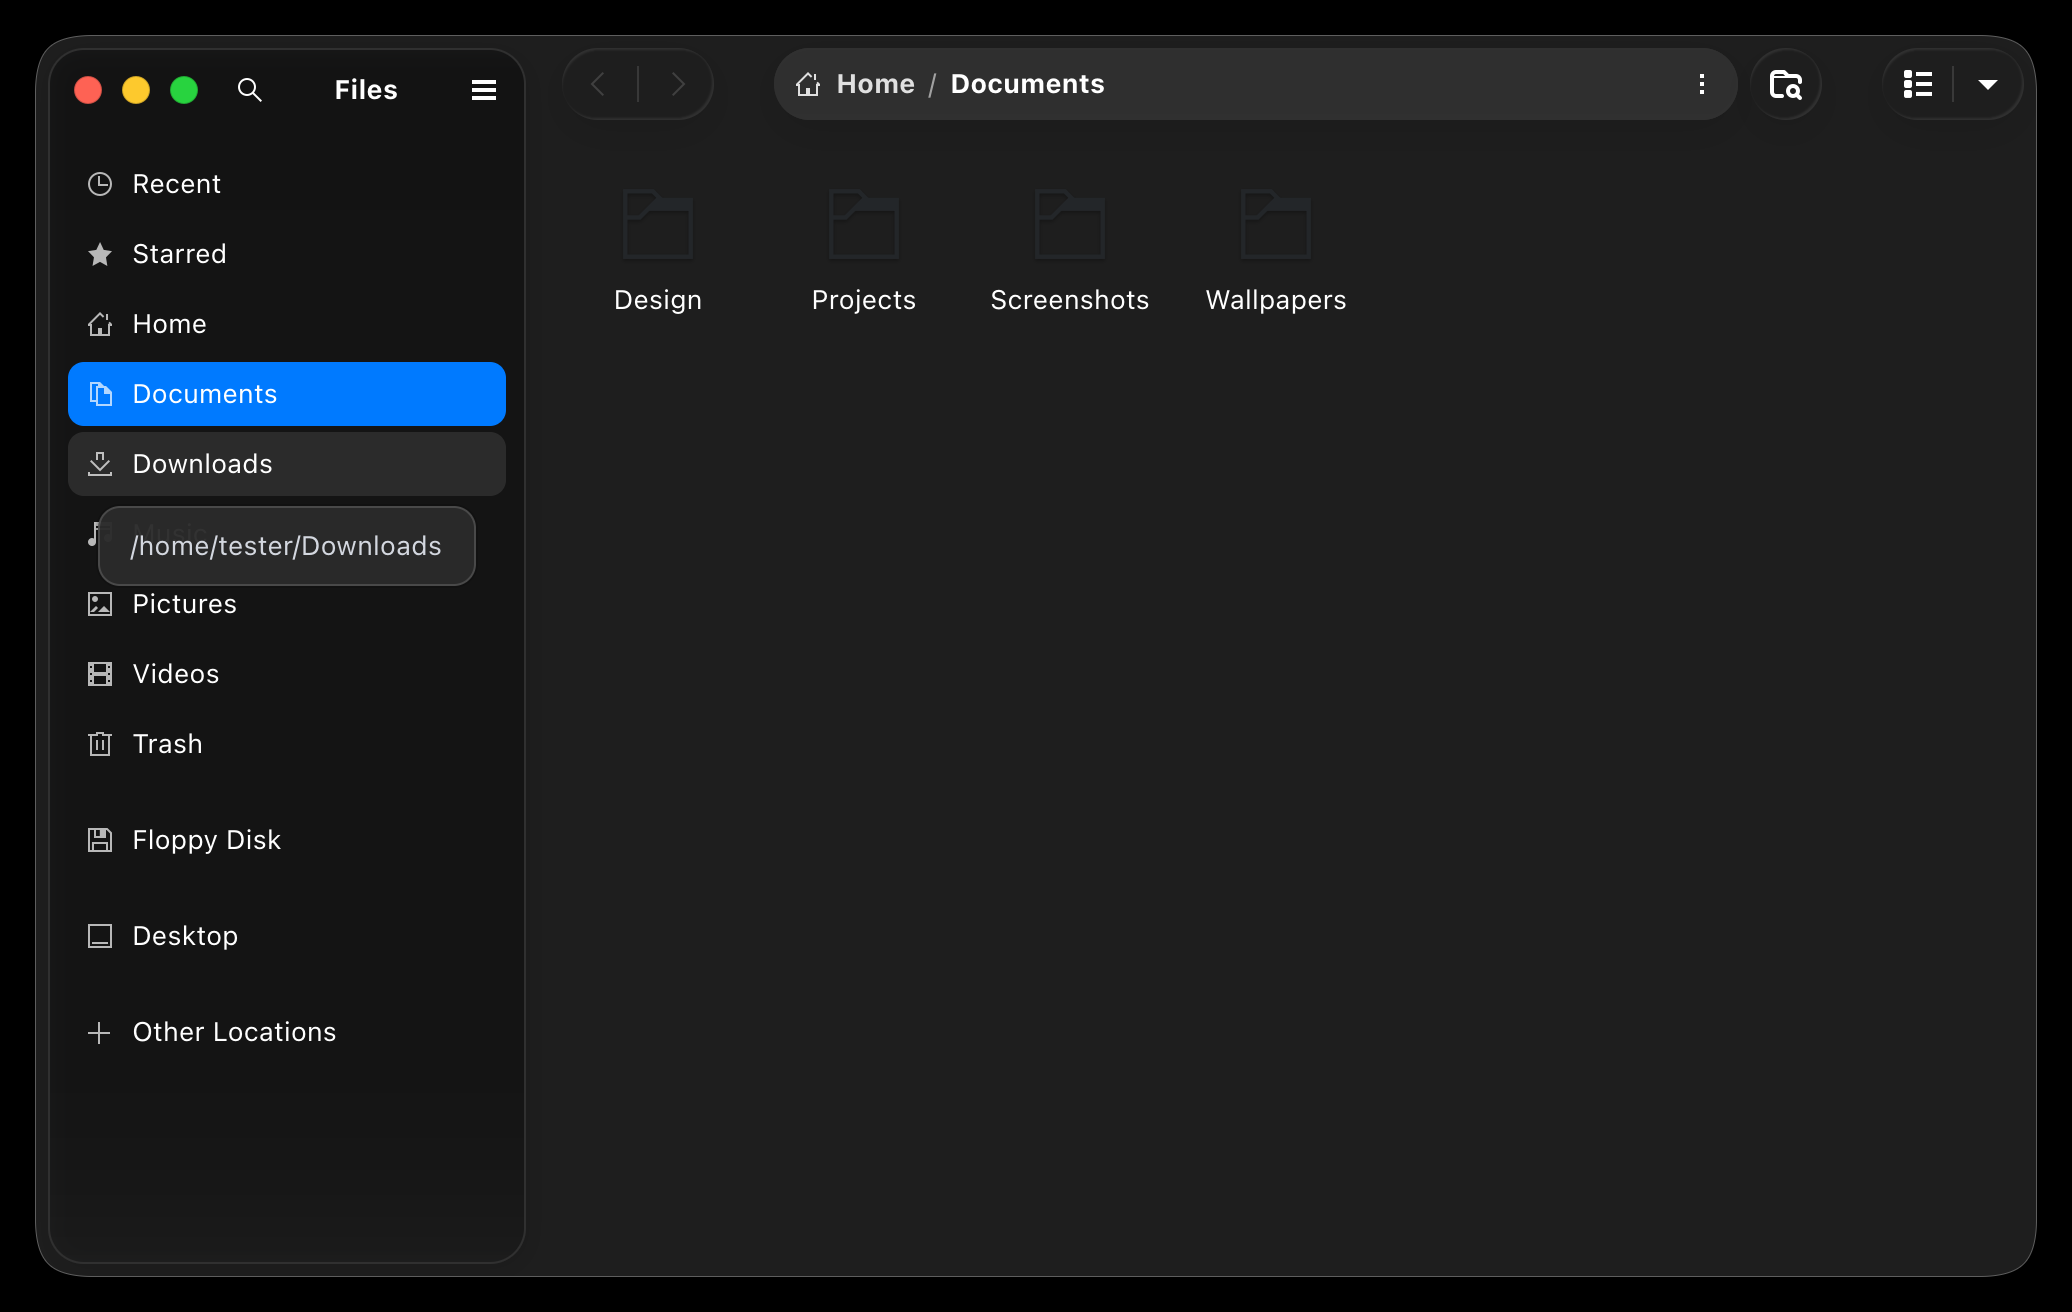 Files
Home / Documents
Recent
Starred
Home
Documents
Downloads
Music
/home/tester/Downloads
Pictures
Videos
Trash
Floppy Disk
Desktop
Other Locations
Design
Projects
Screenshots
Wallpapers